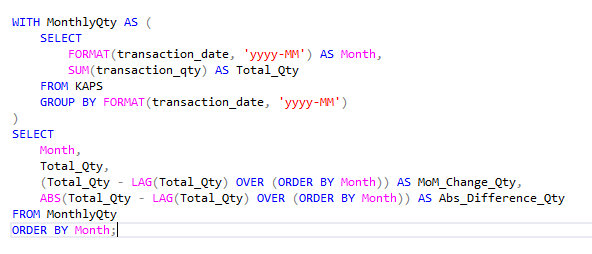 WITH MonthlyQty AS (
    SELECT
        FORMAT(transaction_date, 'yyyy-MM') AS Month,
        SUM(transaction_qty) AS Total_Qty
    FROM KAPS
    GROUP BY FORMAT(transaction_date, 'yyyy-MM')
)
SELECT
    Month,
    Total_Qty,
    (Total_Qty - LAG(Total_Qty) OVER (ORDER BY Month)) AS MoM_Change_Qty,
    ABS(Total_Qty - LAG(Total_Qty) OVER (ORDER BY Month)) AS Abs_Difference_Qty
FROM MonthlyQty
ORDER BY Month;